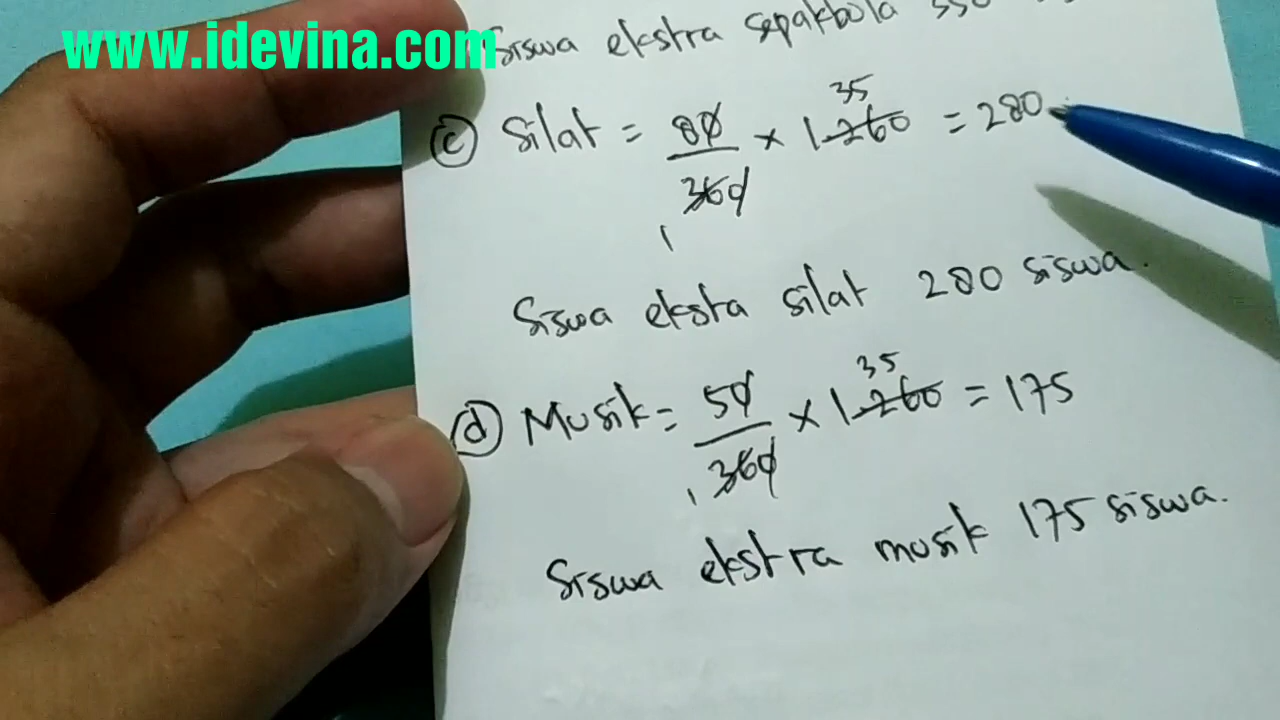 www.idevina.com
Siswa ekstra sepakbola
c Silat = 80/360 x 1.260 = 280
35
1
Siswa eksta silat 280 siswa.
35
d Musik = 50/360 x 1.260 = 175
1
Siswa ekstra musik 175 siswa.